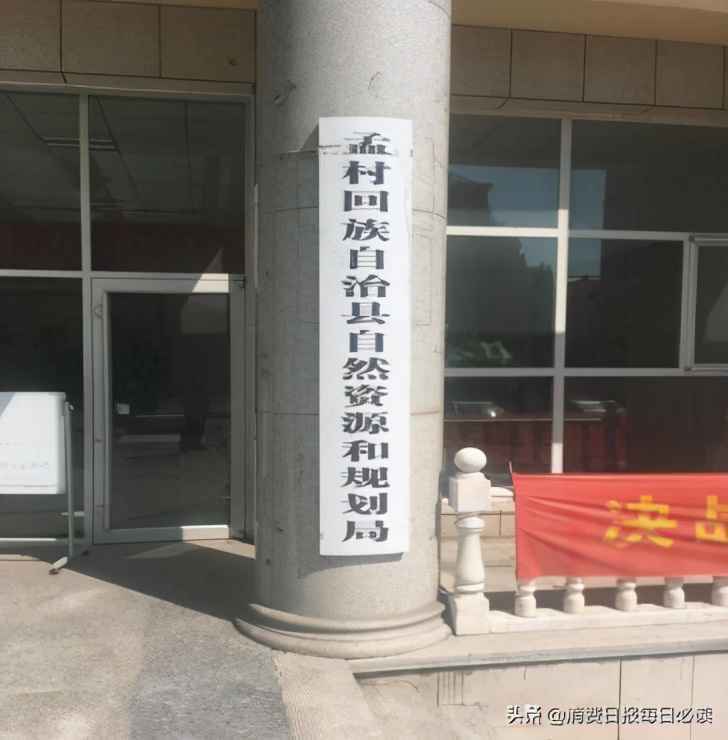 孟村回族自治县自然资源和规划局
决战
头条 @消费日报每日必读